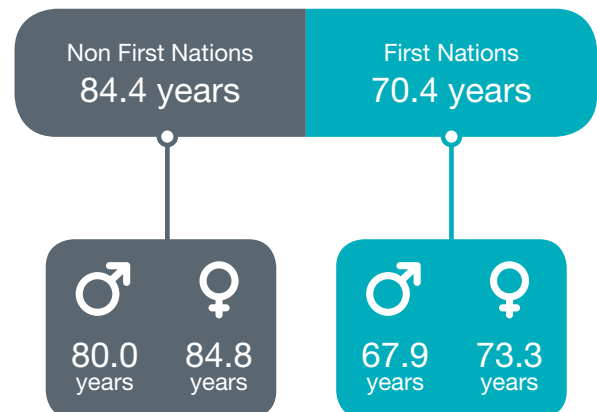 Non First Nations
84.4 years
First Nations
70.4 years
80.0
years
84.8
years
67.9
years
73.3
years